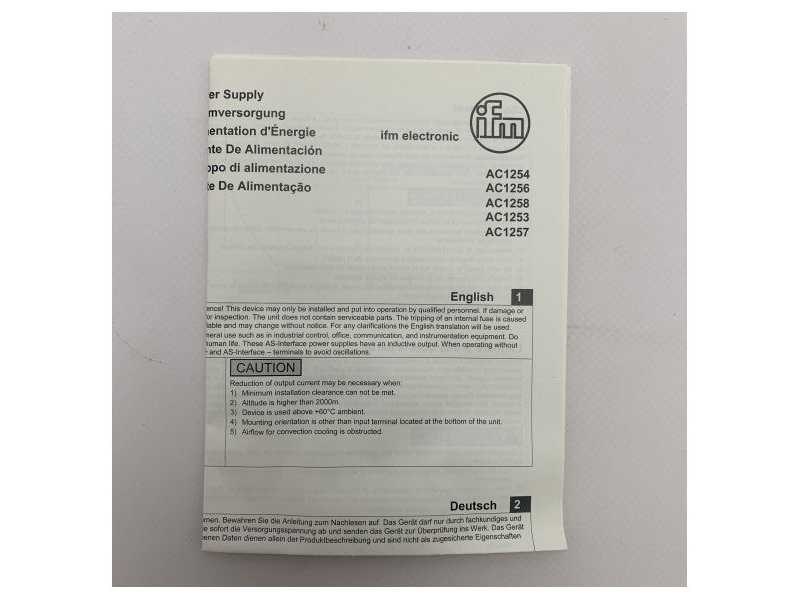 er Supply
mversorgung
entation d'Énergie
nte De Alimentación
ppo di alimentazione
te De Alimentação
ifm electronic
ifm
AC1254
AC1256
AC1258
AC1253
AC1257
English 1
ence! This device may only be installed and put into operation by qualified personnel. If damage or
or inspection. The unit does not contain serviceable parts. The tripping of an internal fuse is caused
lable and may change without notice. For any clarifications the English translation will be used.
neral use such as in industrial control, office, communication, and instrumentation equipment. Do
human life. These AS-Interface power supplies have an inductive output. When operating without
and AS-Interface – terminals to avoid oscillations.
CAUTION
Reduction of output current may be necessary when:
1) Minimum installation clearance can not be met.
2) Altitude is higher than 2000m.
3) Device is used above +60°C ambient.
4) Mounting orientation is other than input terminal located at the bottom of the unit.
5) Airflow for convection cooling is obstructed.
Deutsch 2
men. Bewahren Sie die Anleitung zum Nachlesen auf. Das Gerät darf nur durch fachkundiges und
e sofort die Versorgungsspannung ab und senden das Gerät zur Überprüfung ins Werk. Das Gerät
enen Daten dienen allein der Produktbeschreibung und sind nicht als zugesicherte Eigenschaften